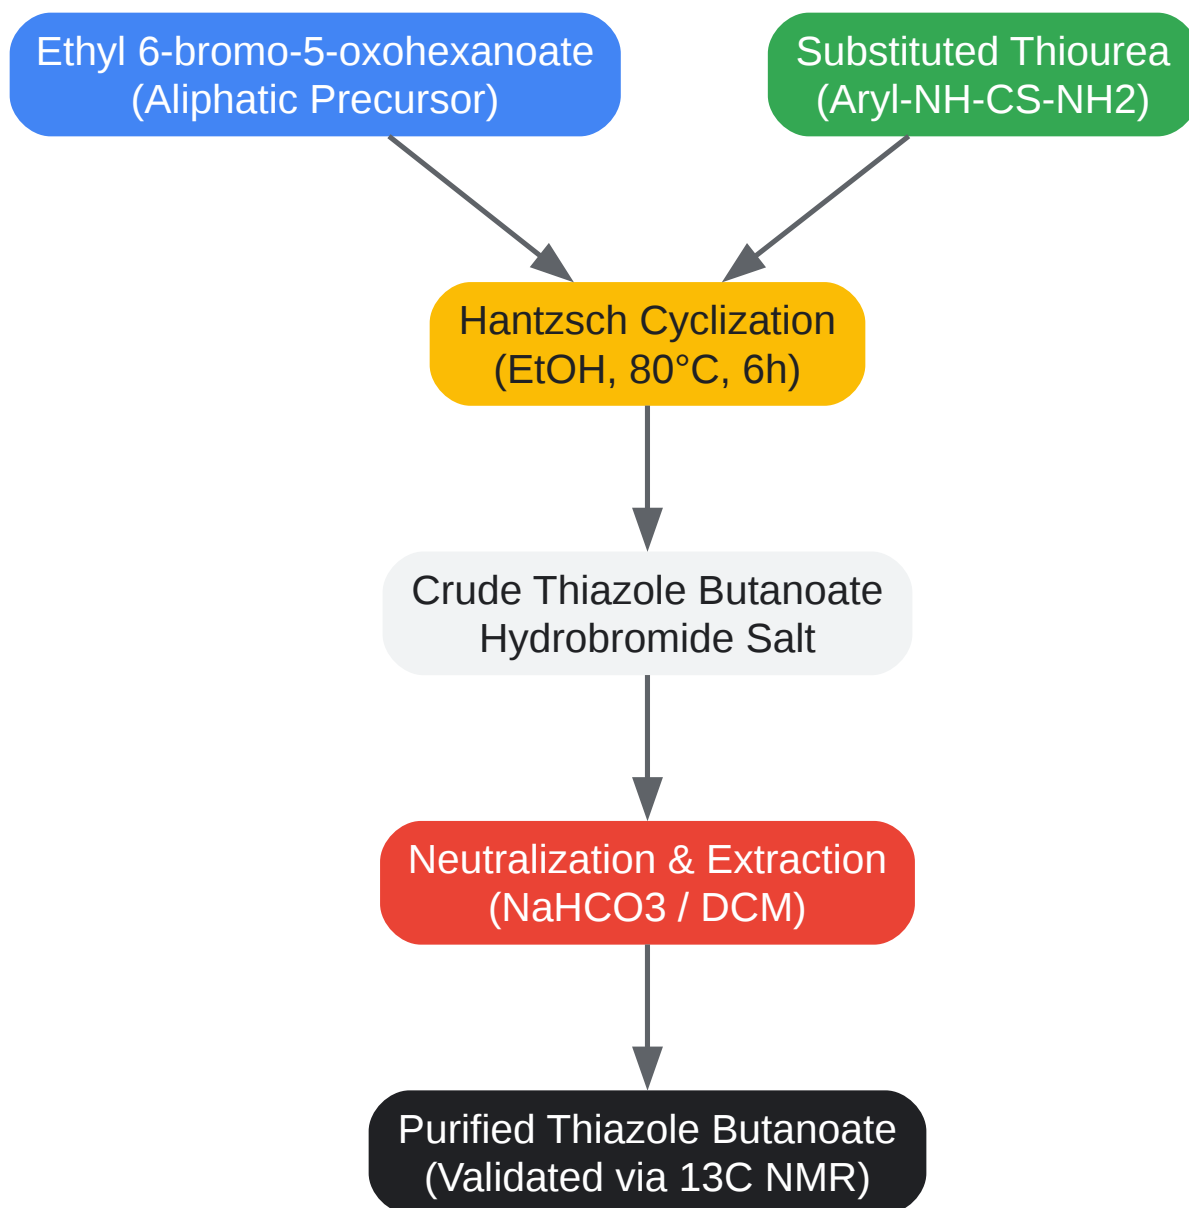 Ethyl 6-bromo-5-oxohexanoate
(Aliphatic Precursor)
Substituted Thiourea
(Aryl-NH-CS-NH2)
Hantzsch Cyclization
(EtOH, 80°C, 6h)
Crude Thiazole Butanoate
Hydrobromide Salt
Neutralization & Extraction
(NaHCO3 / DCM)
Purified Thiazole Butanoate
(Validated via 13C NMR)